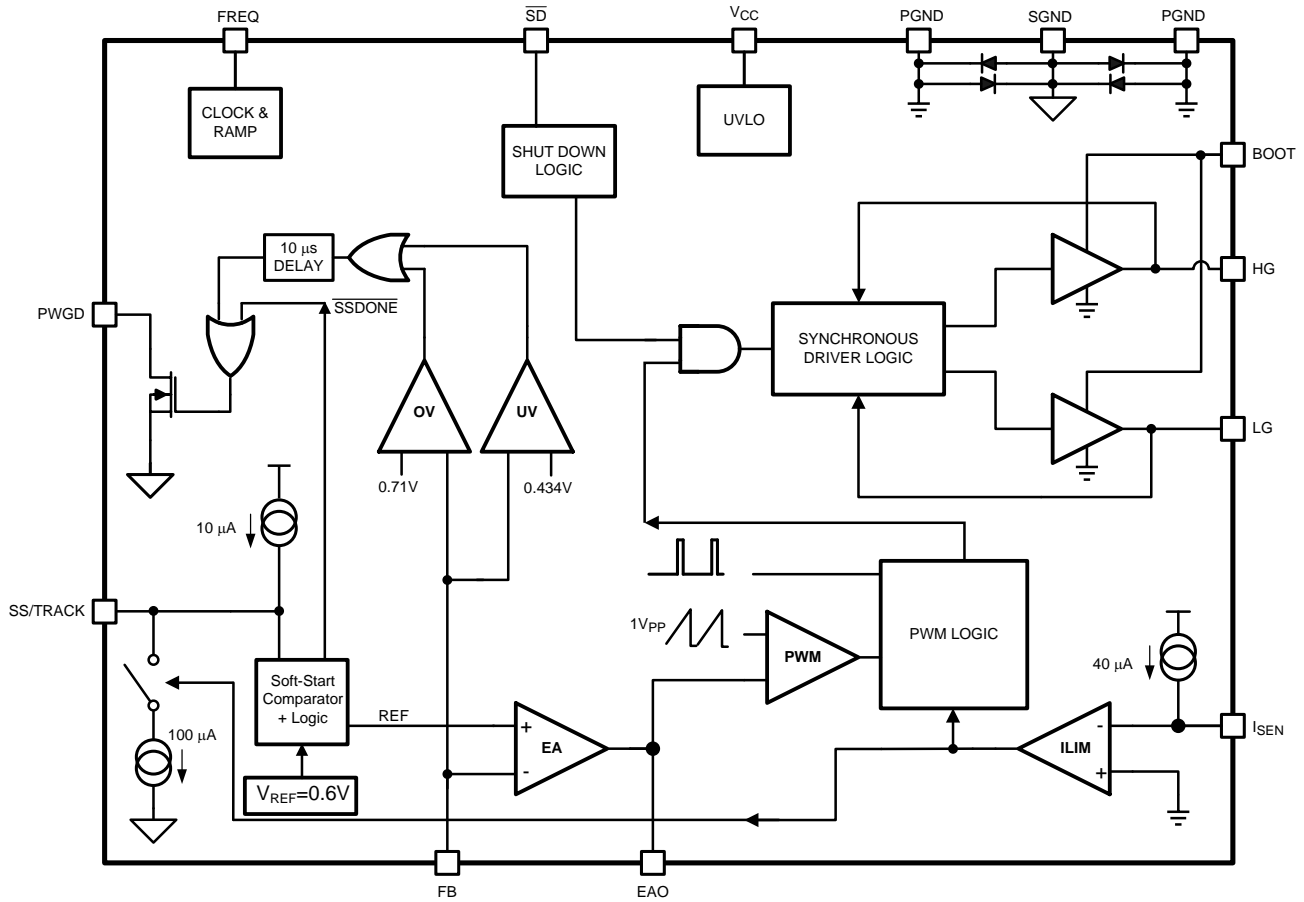 FREQ
SD
VCC
PGND
SGND
PGND
CLOCK &
RAMP
UVLO
SHUT DOWN
LOGIC
BOOT
10 μs
DELAY
HG
PWGD
SSDONE
SYNCHRONOUS
DRIVER LOGIC
OV
UV
LG
0.71V
0.434V
10 μA
SS/TRACK
1VPP
PWM
PWM LOGIC
40 μA
Soft-Start
Comparator
+ Logic
REF
+
EA
-
-
ILIM
+
ISEN
100 μA
VREF=0.6V
FB
EAO